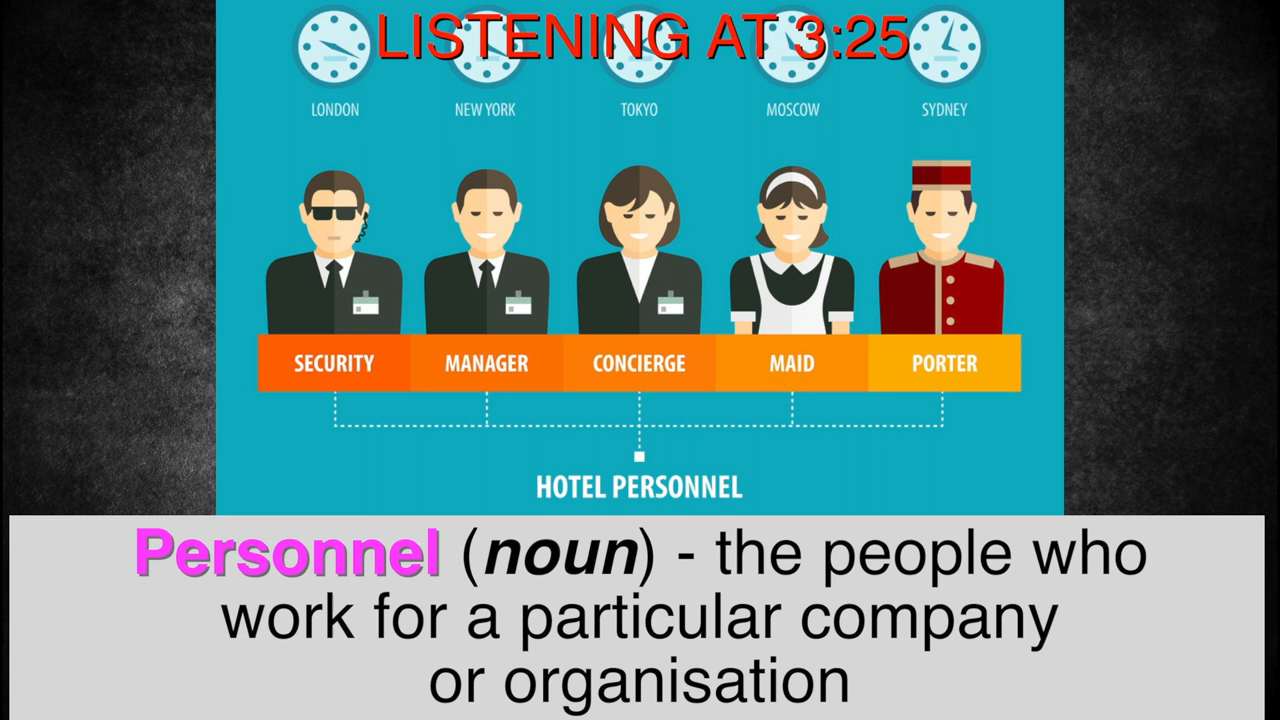 LISTENING AT 3:25
LONDON NEW YORK TOKYO MOSCOW SYDNEY
SECURITY MANAGER CONCIERGE MAID PORTER
HOTEL PERSONNEL
Personnel (noun) - the people who
work for a particular company
or organisation